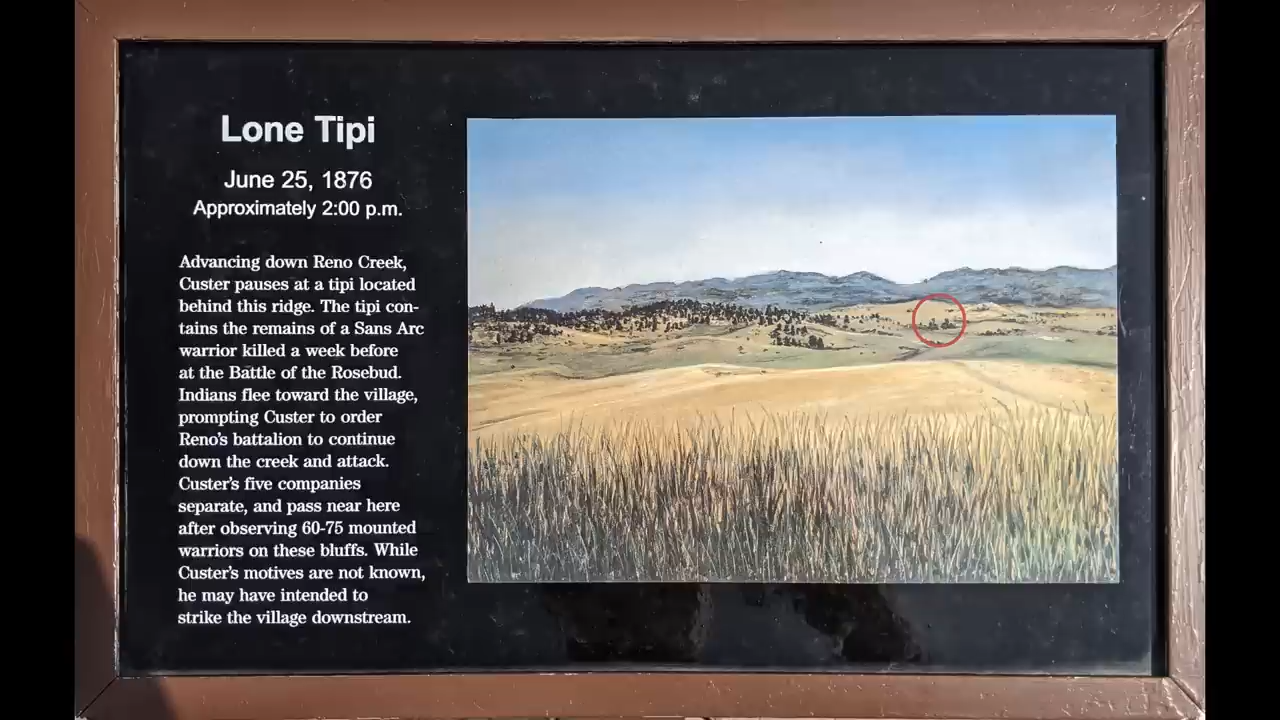 Lone Tipi
June 25, 1876
Approximately 2:00 p.m.
Advancing down Reno Creek,
Custer pauses at a tipi located
behind this ridge. The tipi con-
tains the remains of a Sans Arc
warrior killed a week before
at the Battle of the Rosebud.
Indians flee toward the village,
prompting Custer to order
Reno's battalion to continue
down the creek and attack.
Custer's five companies
separate, and pass near here
after observing 60-75 mounted
warriors on these bluffs. While
Custer's motives are not known,
he may have intended to
strike the village downstream.